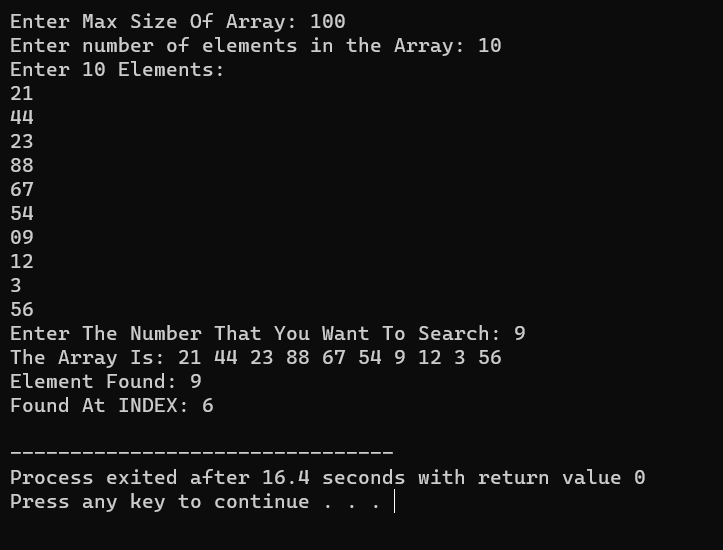 Enter Max Size Of Array: 100
Enter number of elements in the Array: 10
Enter 10 Elements:
21
44
23
88
67
54
09
12
3
56
Enter The Number That You Want To Search: 9
The Array Is: 21 44 23 88 67 54 9 12 3 56
Element Found: 9
Found At INDEX: 6

--------------------------------
Process exited after 16.4 seconds with return value 0
Press any key to continue . . .